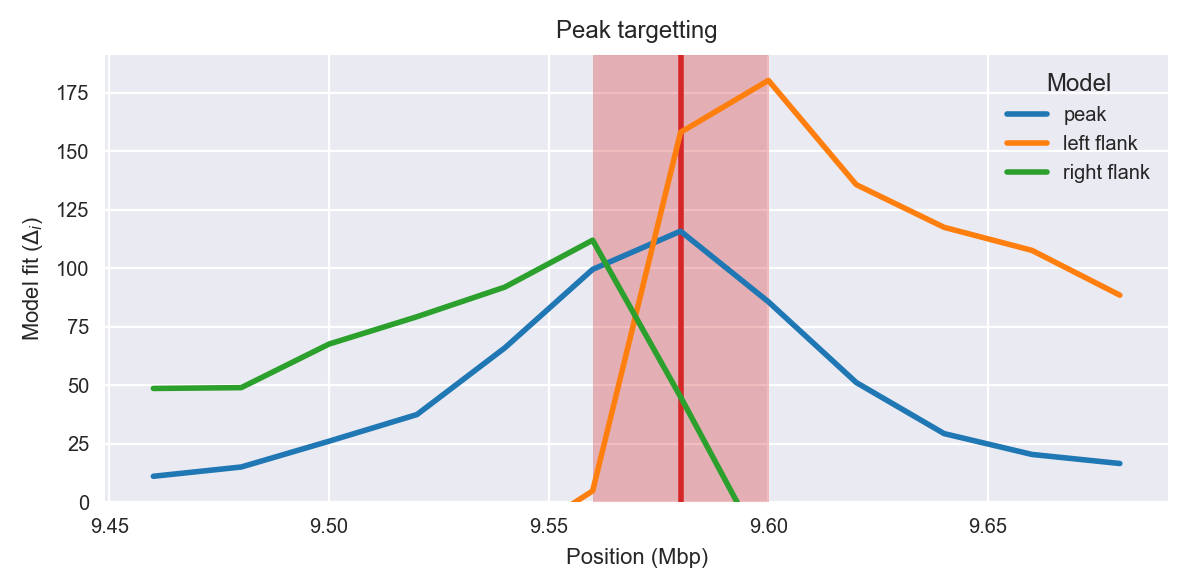 Peak targetting
Model fit (Δi)
175
150
125
100
75
50
25
0
9.45
9.50
9.55
9.60
9.65
Position (Mbp)
Model
peak
left flank
right flank